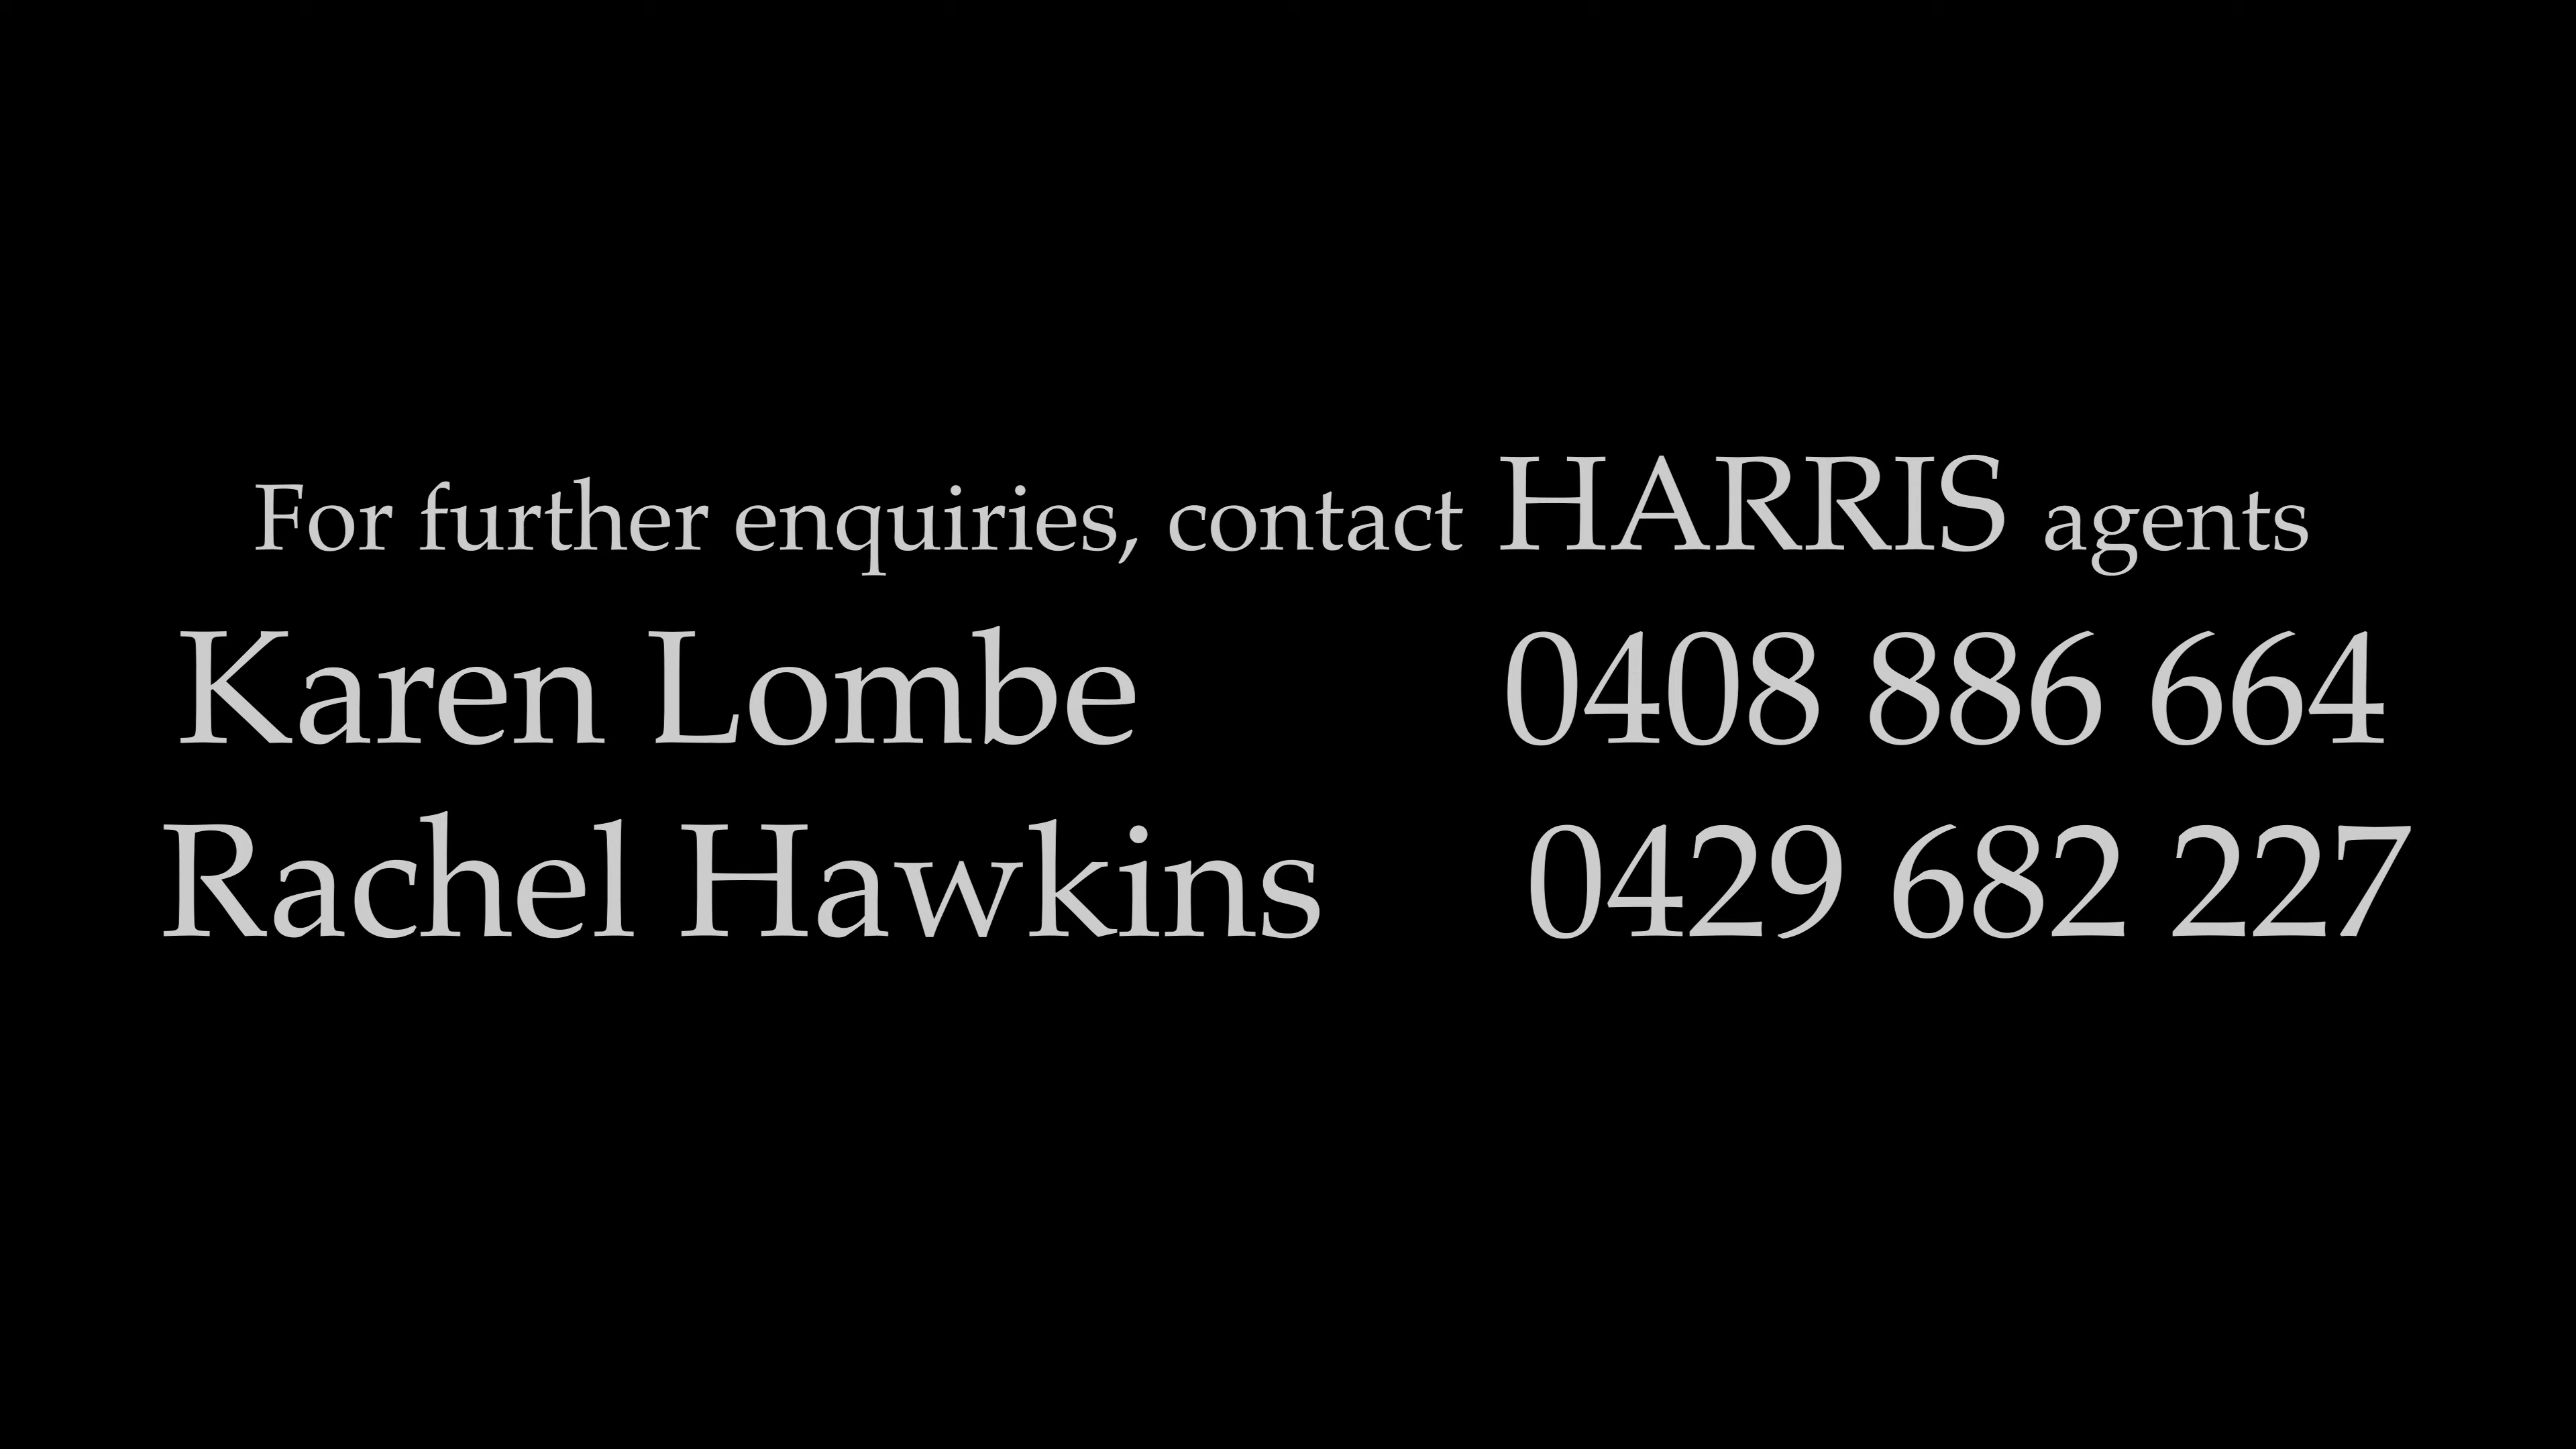 For further enquiries, contact HARRIS agents
Karen Lombe 0408 886 664
Rachel Hawkins 0429 682 227